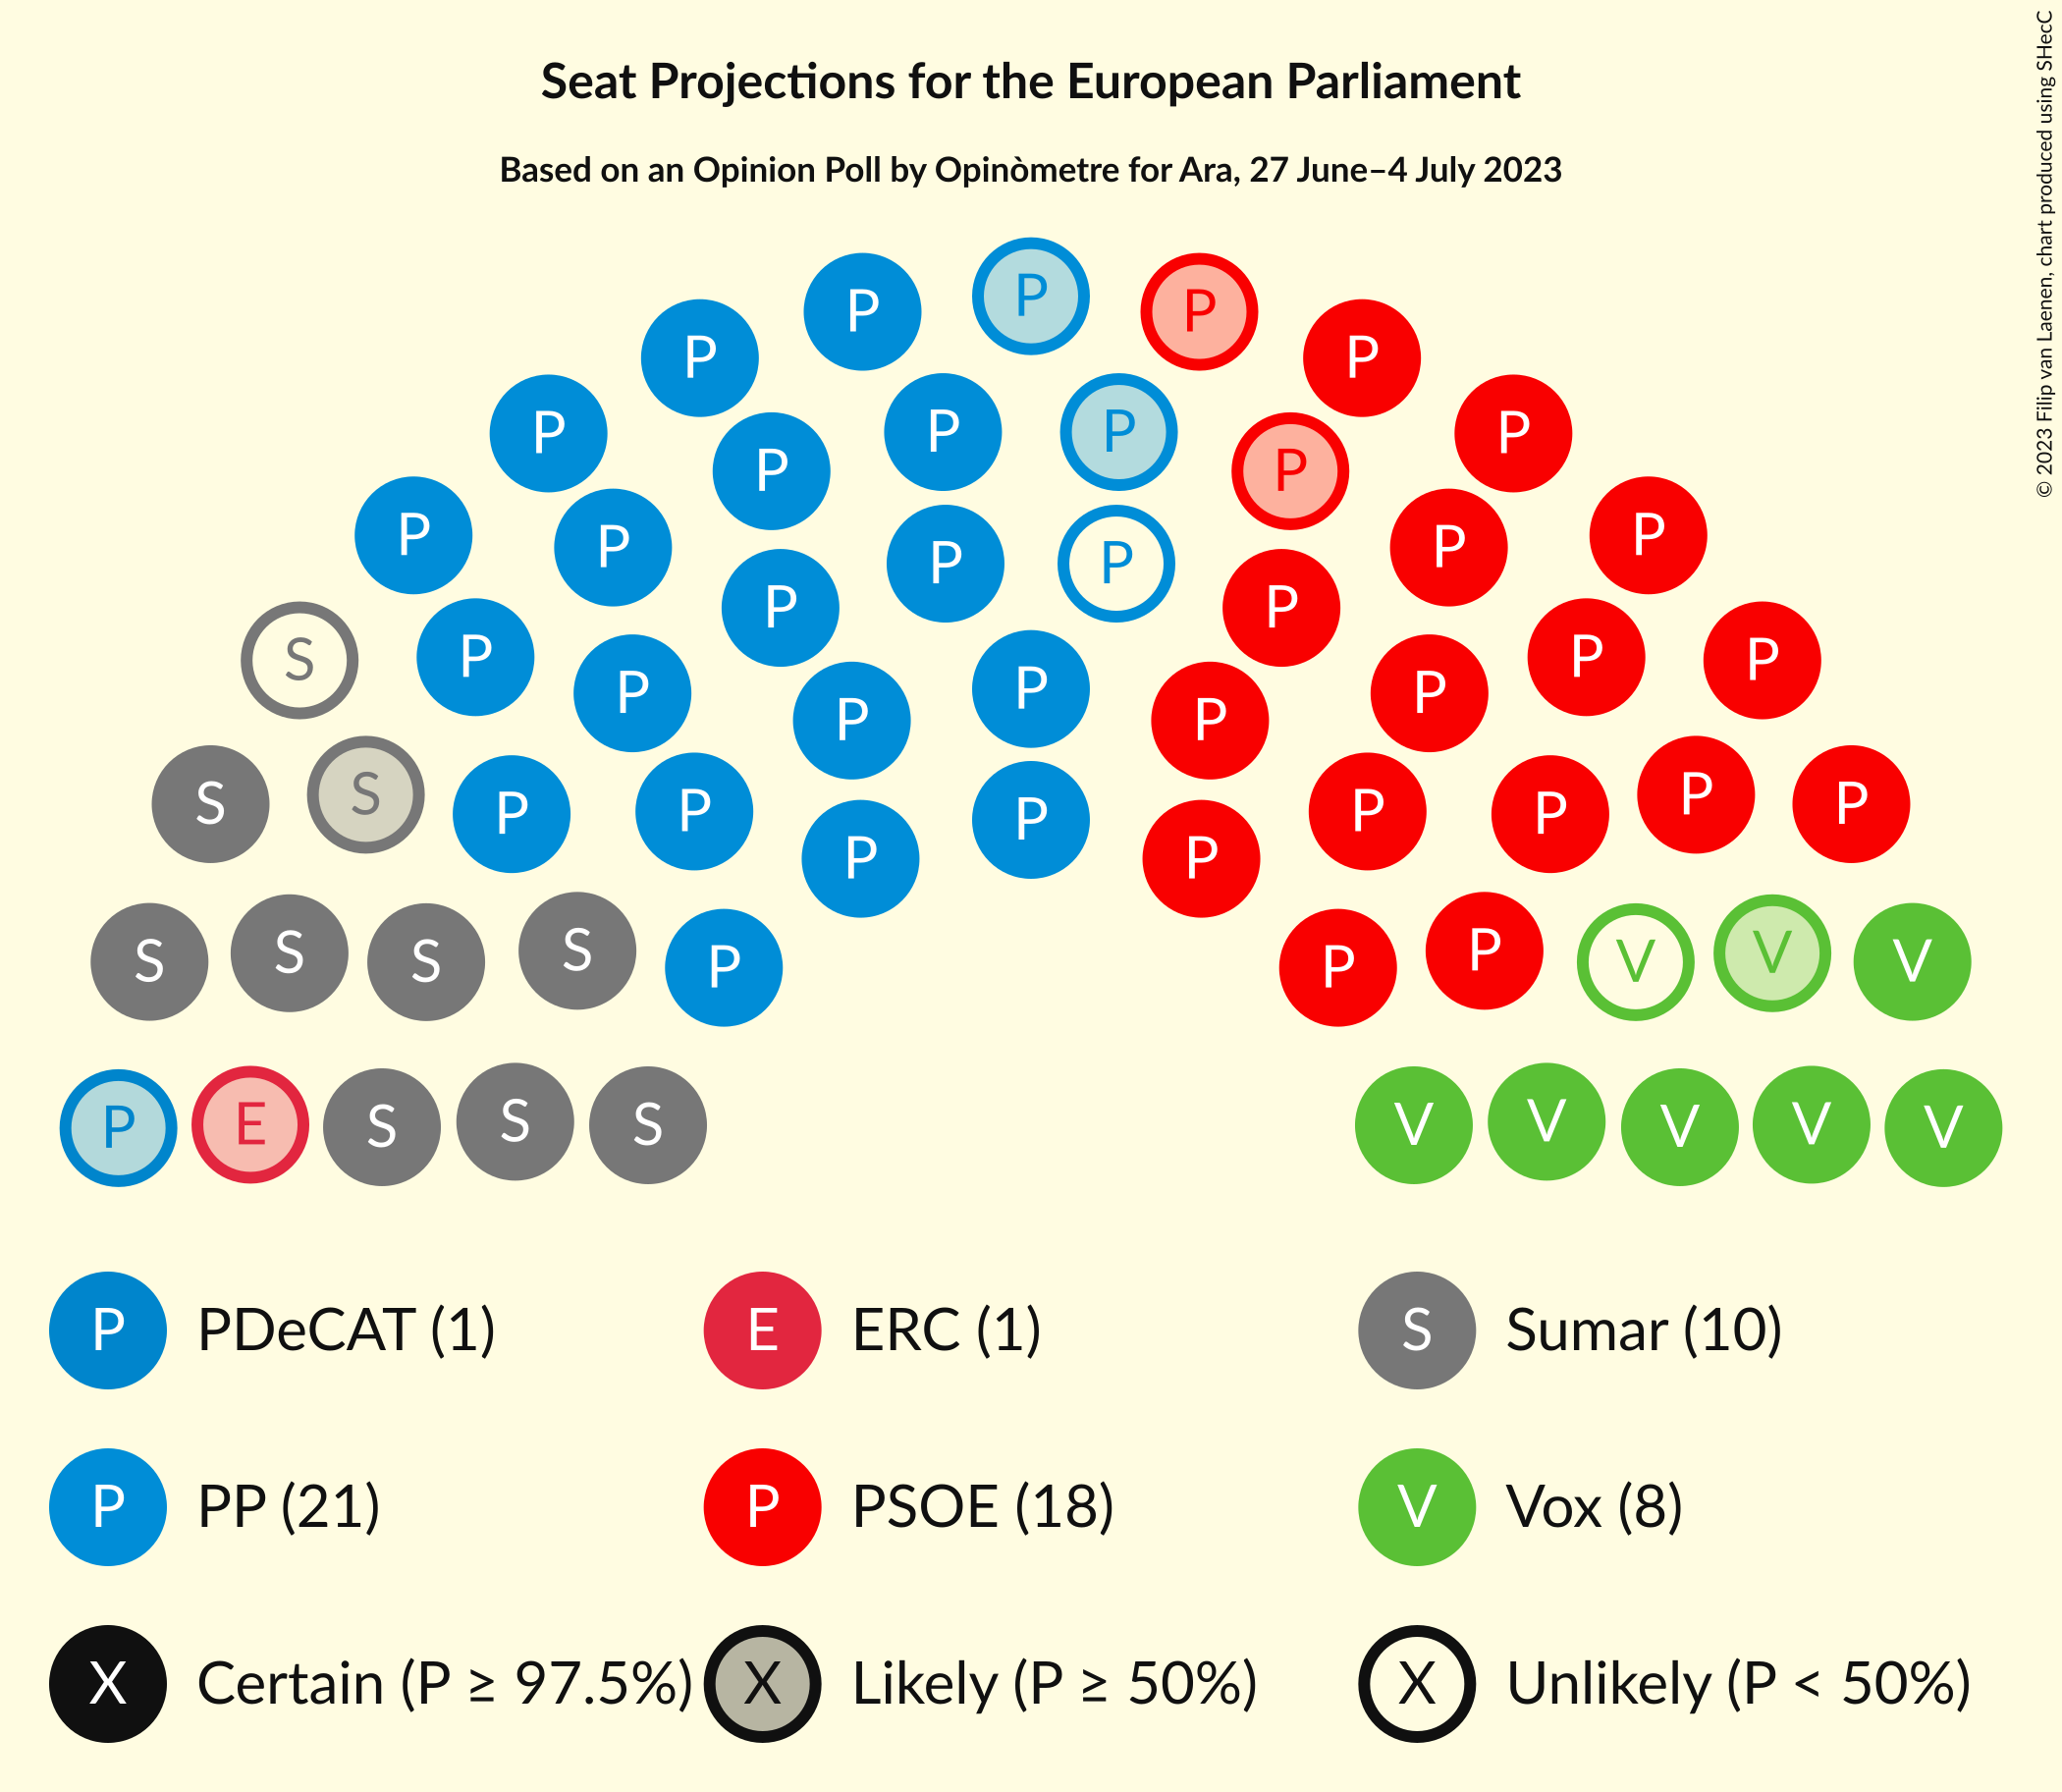 Seat Projections for the European Parliament
Based on an Opinion Poll by Opinòmetre for Ara, 27 June–4 July 2023
© 2023 Filip van Laenen, chart produced using SHecC
P
P P
P P
P P P
P P
P P P
P P P P
P P
S P P P
P P P P
P P
S S P P P P P P P
P P P
S S S S P P P V V V
P E S S S V V V V V
P PDeCAT (1) E ERC (1) S Sumar (10)
P PP (21) P PSOE (18) V Vox (8)
X Certain (P ≥ 97.5%) X Likely (P ≥ 50%) X Unlikely (P < 50%)